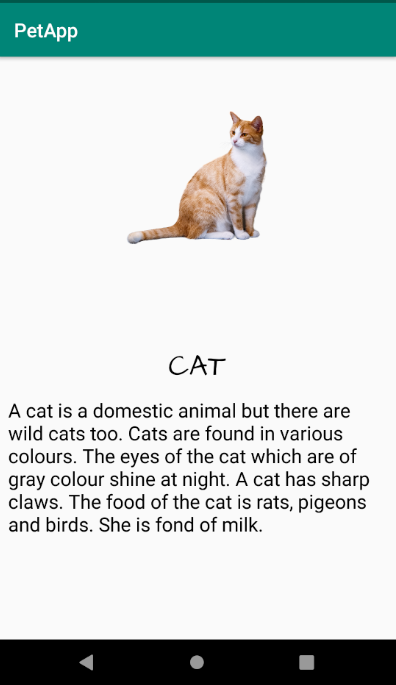 PetApp
CAT
A cat is a domestic animal but there are
wild cats too. Cats are found in various
colours. The eyes of the cat which are of
gray colour shine at night. A cat has sharp
claws. The food of the cat is rats, pigeons
and birds. She is fond of milk.